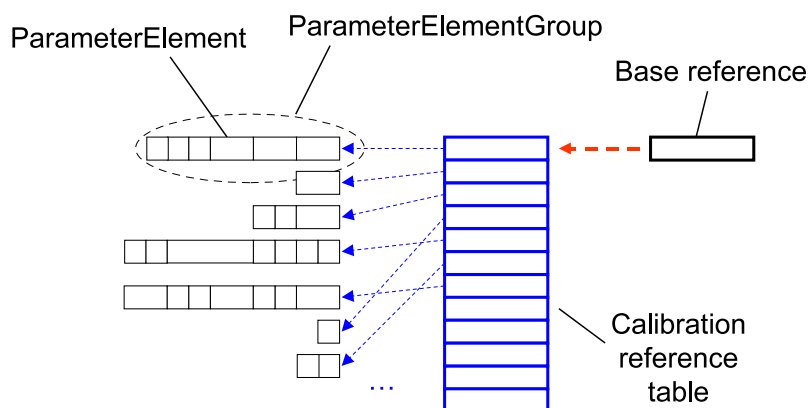 ParameterElement
ParameterElementGroup
Base reference
Calibration
reference
table
...